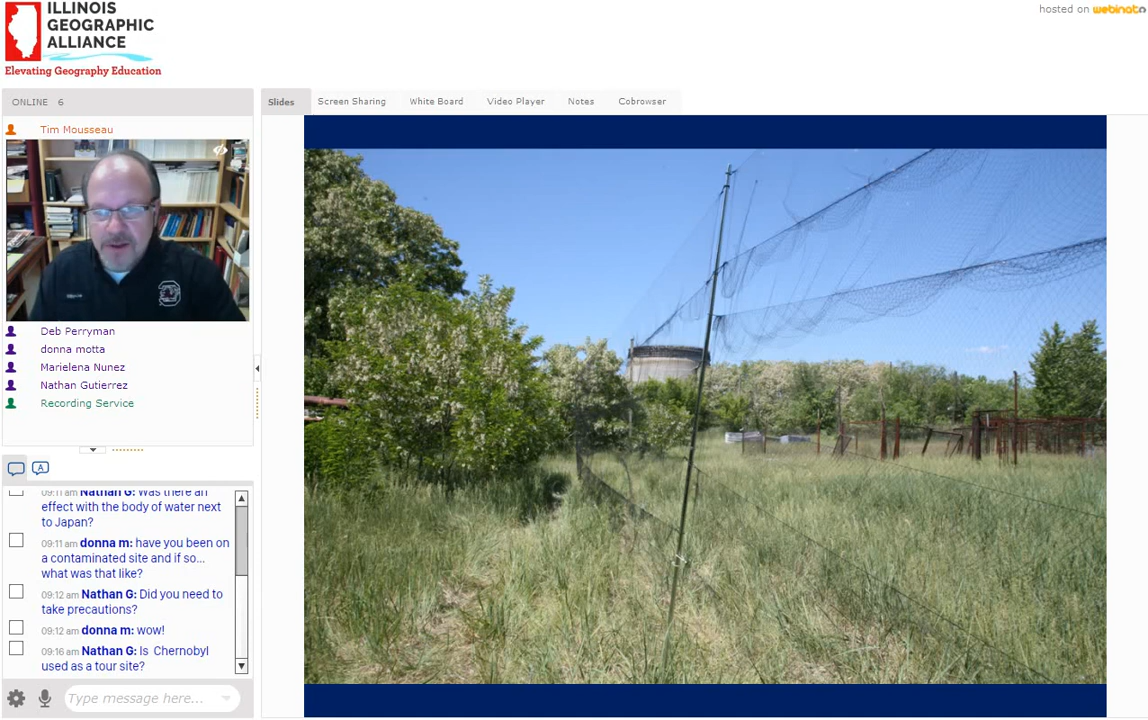 ILLINOIS
GEOGRAPHIC
ALLIANCE
Elevating Geography Education
hosted on webinato
ONLINE 6
Slides Screen Sharing White Board Video Player Notes Cobrowser
Tim Mousseau
Deb Perryman
donna motta
Marielena Nunez
Nathan Gutierrez
Recording Service
A
09:11 am Nathan G: Was there an
effect with the body of water next
to Japan?
09:11 am donna m: have you been on
a contaminated site and if so...
what was that like?
09:12 am Nathan G: Did you need to
take precautions?
09:12 am donna m: wow!
09:16 am Nathan G: Is Chernobyl
used as a tour site?
Type message here...